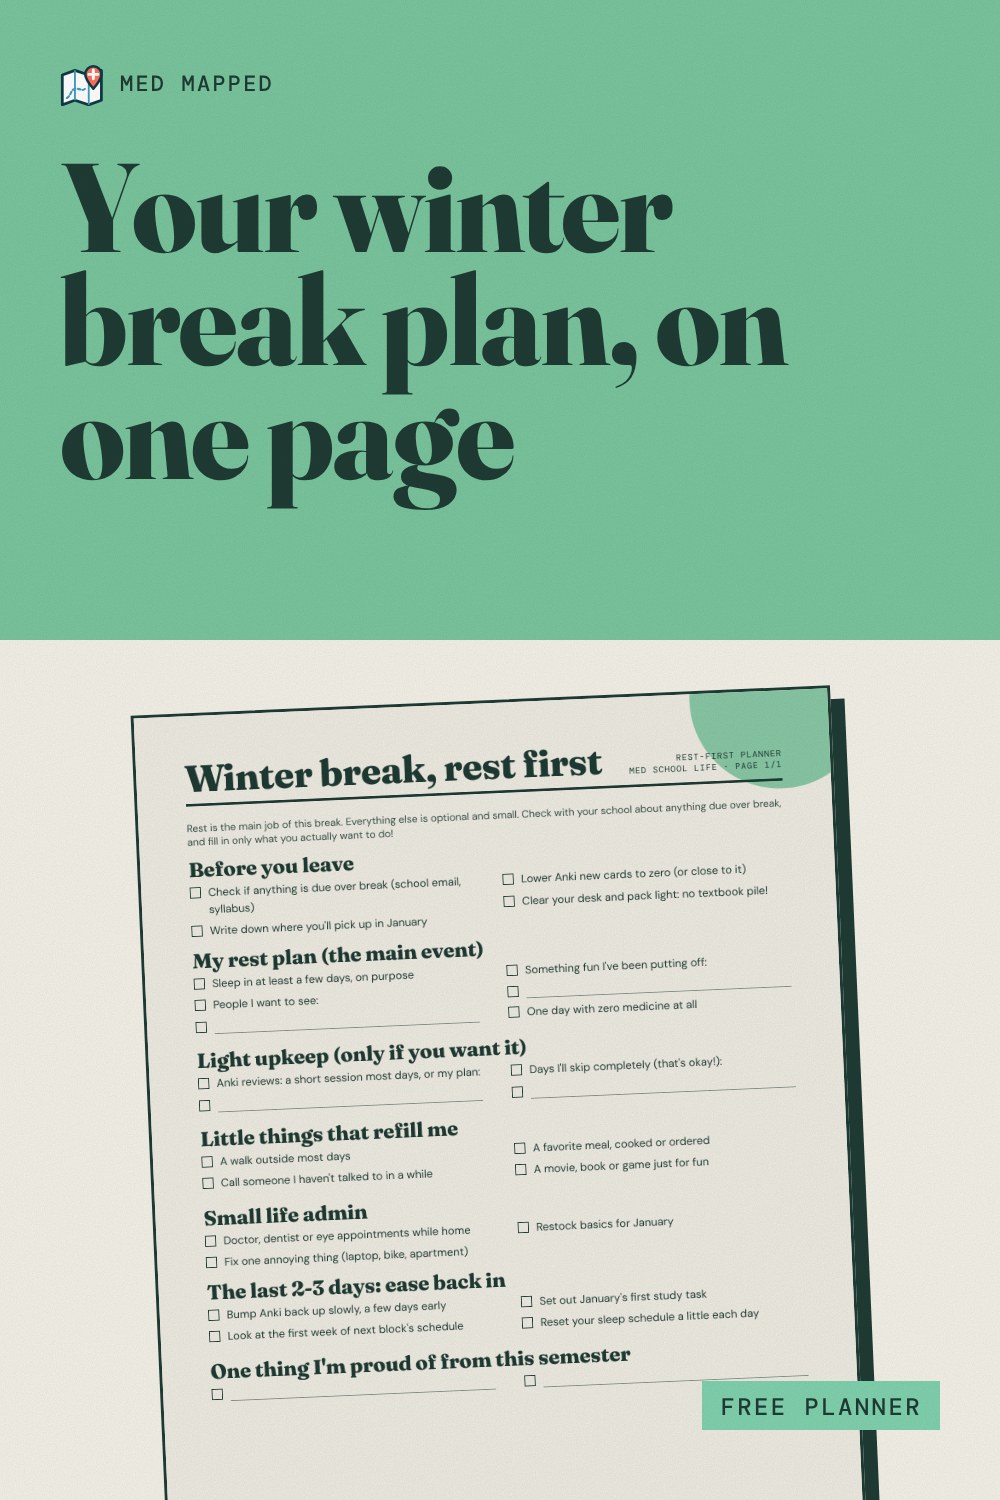 MED MAPPED
Your winter
break plan, on
one page
Winter break, rest first
REST-FIRST PLANNER
MED SCHOOL LIFE · PAGE 1/1
Rest is the main job of this break. Everything else is optional and small. Check with your school about anything due over break,
and fill in only what you actually want to do!
Before you leave
Check if anything is due over break (school email,
syllabus)
Write down where you'll pick up in January
Lower Anki new cards to zero (or close to it)
Clear your desk and pack light: no textbook pile!
My rest plan (the main event)
Sleep in at least a few days, on purpose
People I want to see:
Something fun I've been putting off:
One day with zero medicine at all
Light upkeep (only if you want it)
Anki reviews: a short session most days, or my plan:
Days I'll skip completely (that's okay!):
Little things that refill me
A walk outside most days
Call someone I haven't talked to in a while
A favorite meal, cooked or ordered
A movie, book or game just for fun
Small life admin
Doctor, dentist or eye appointments while home
Fix one annoying thing (laptop, bike, apartment)
Restock basics for January
The last 2-3 days: ease back in
Bump Anki back up slowly, a few days early
Look at the first week of next block's schedule
Set out January's first study task
Reset your sleep schedule a little each day
One thing I'm proud of from this semester
FREE PLANNER